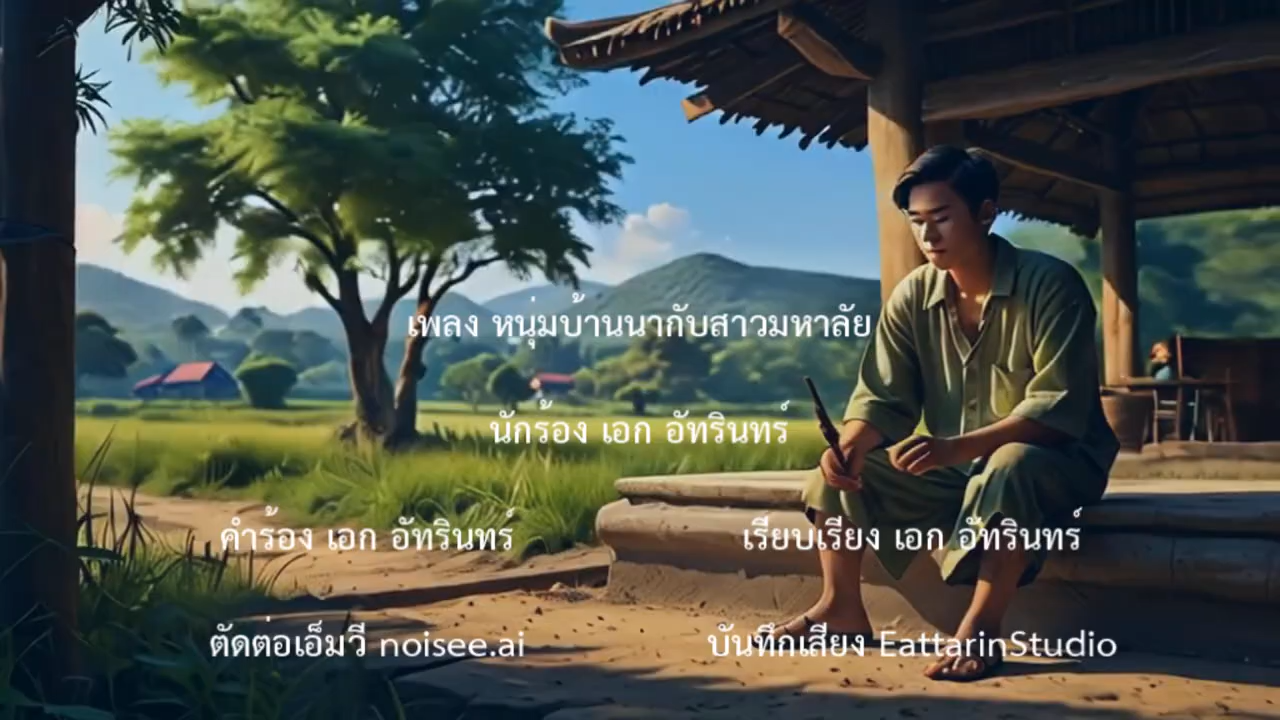 เพลง หนุ่มบ้านนากับสาวมหาลัย
นักร้อง เอก อัทรินทร์
คำร้อง เอก อัทรินทร์
เรียบเรียง เอก อัทรินทร์
ตัดต่อเอ็มวี noisee.ai
บันทึกเสียง EattarinStudio